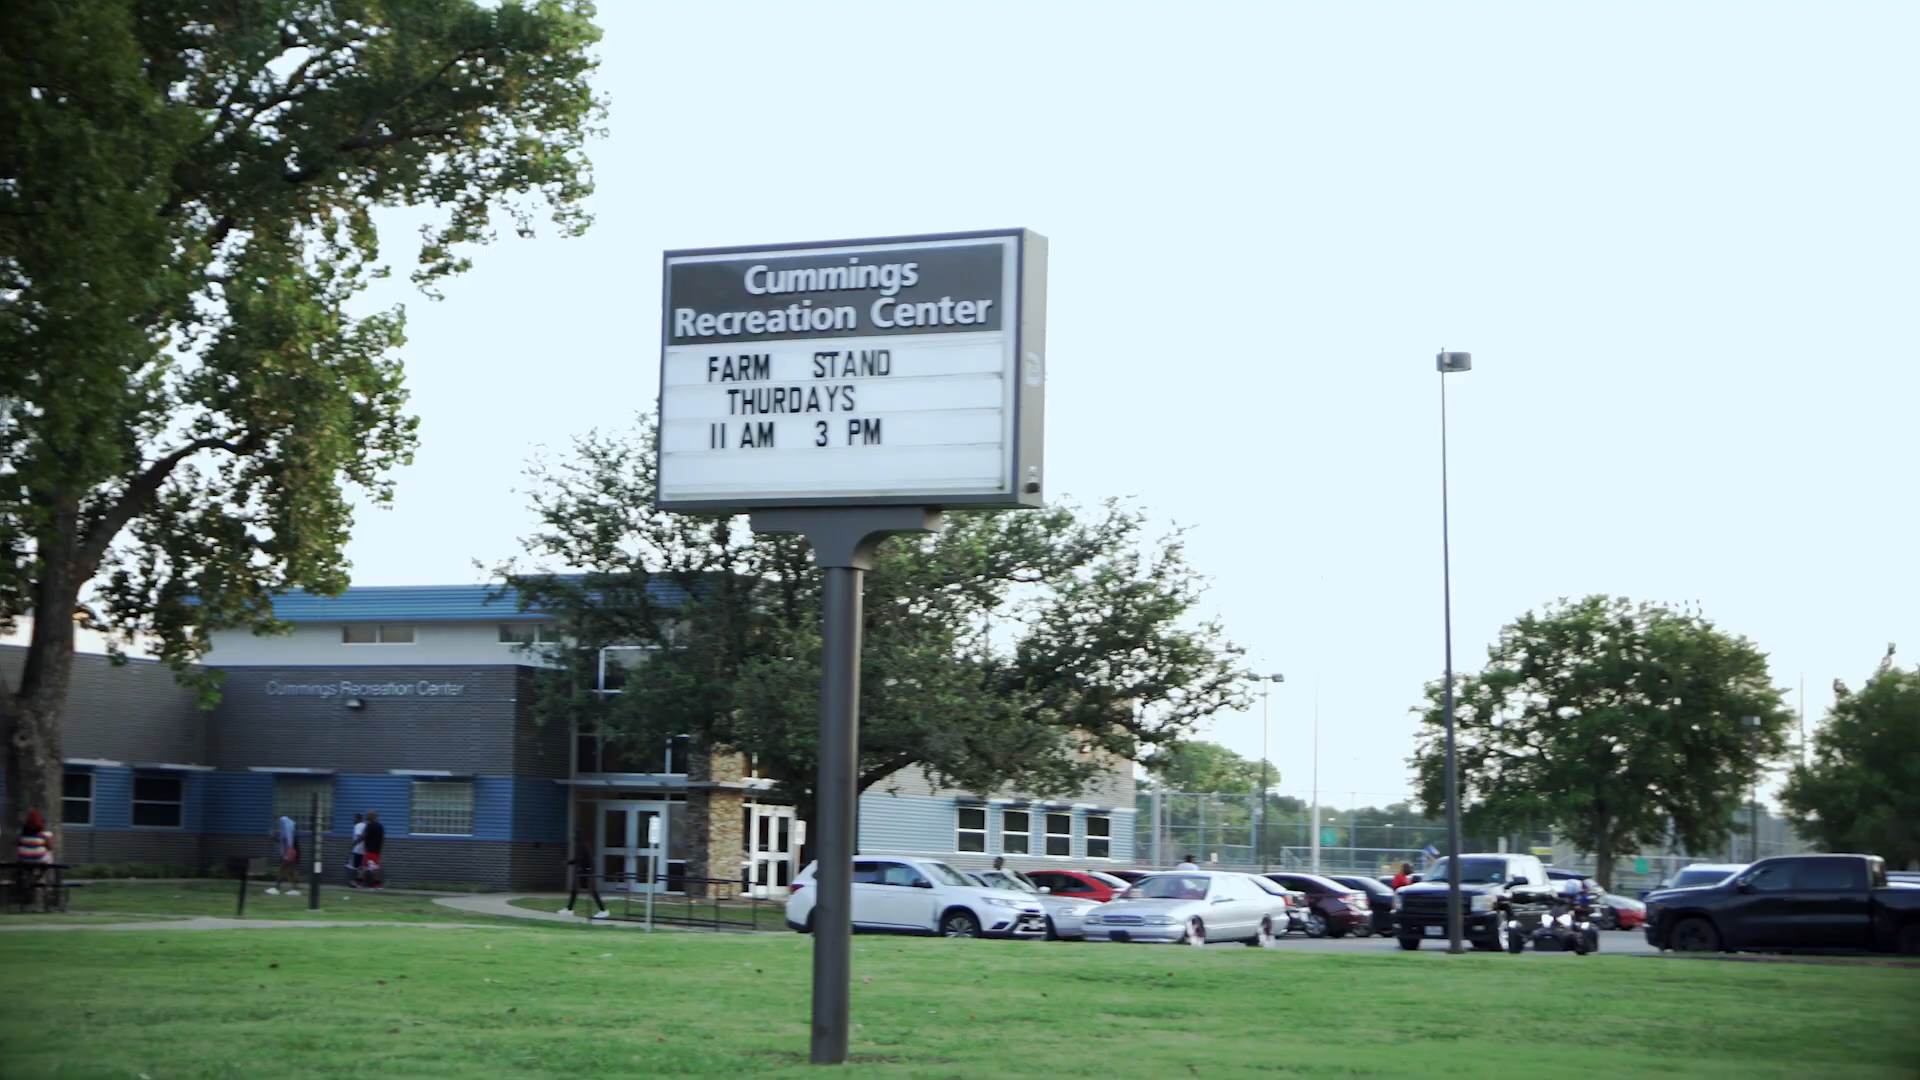 Cummings
Recreation Center
FARM STAND
THURDAYS
11 AM 3 PM
Cummings Recreation Center